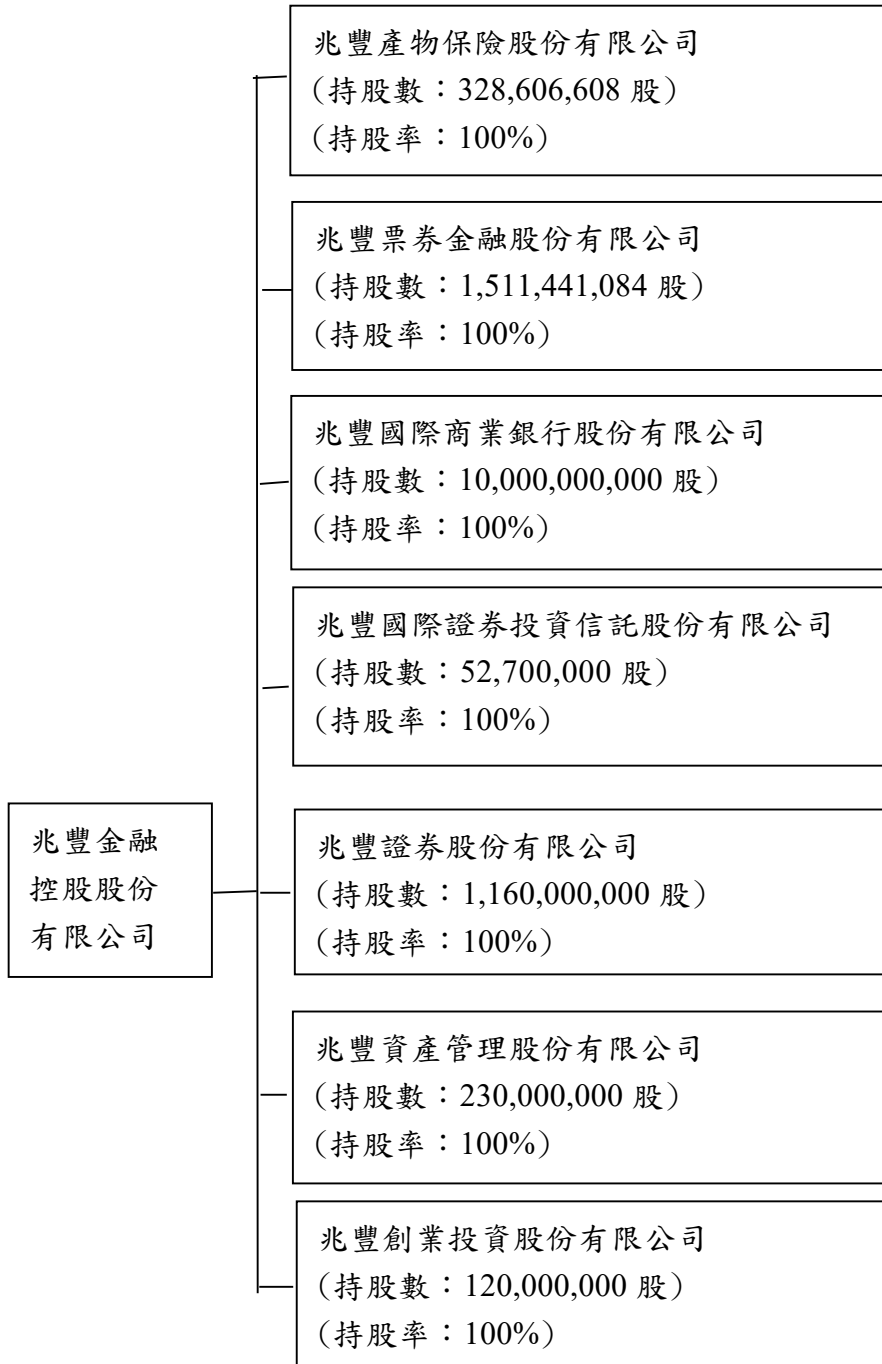 兆豐產物保險股份有限公司
(持股數：328,606,608 股)
(持股率：100%)
兆豐票券金融股份有限公司
(持股數：1,511,441,084 股)
(持股率：100%)
兆豐國際商業銀行股份有限公司
(持股數：10,000,000,000 股)
(持股率：100%)
兆豐國際證券投資信託股份有限公司
(持股數：52,700,000 股)
(持股率：100%)
兆豐金融
控股股份
有限公司
兆豐證券股份有限公司
(持股數：1,160,000,000 股)
(持股率：100%)
兆豐資產管理股份有限公司
(持股數：230,000,000 股)
(持股率：100%)
兆豐創業投資股份有限公司
(持股數：120,000,000 股)
(持股率：100%)